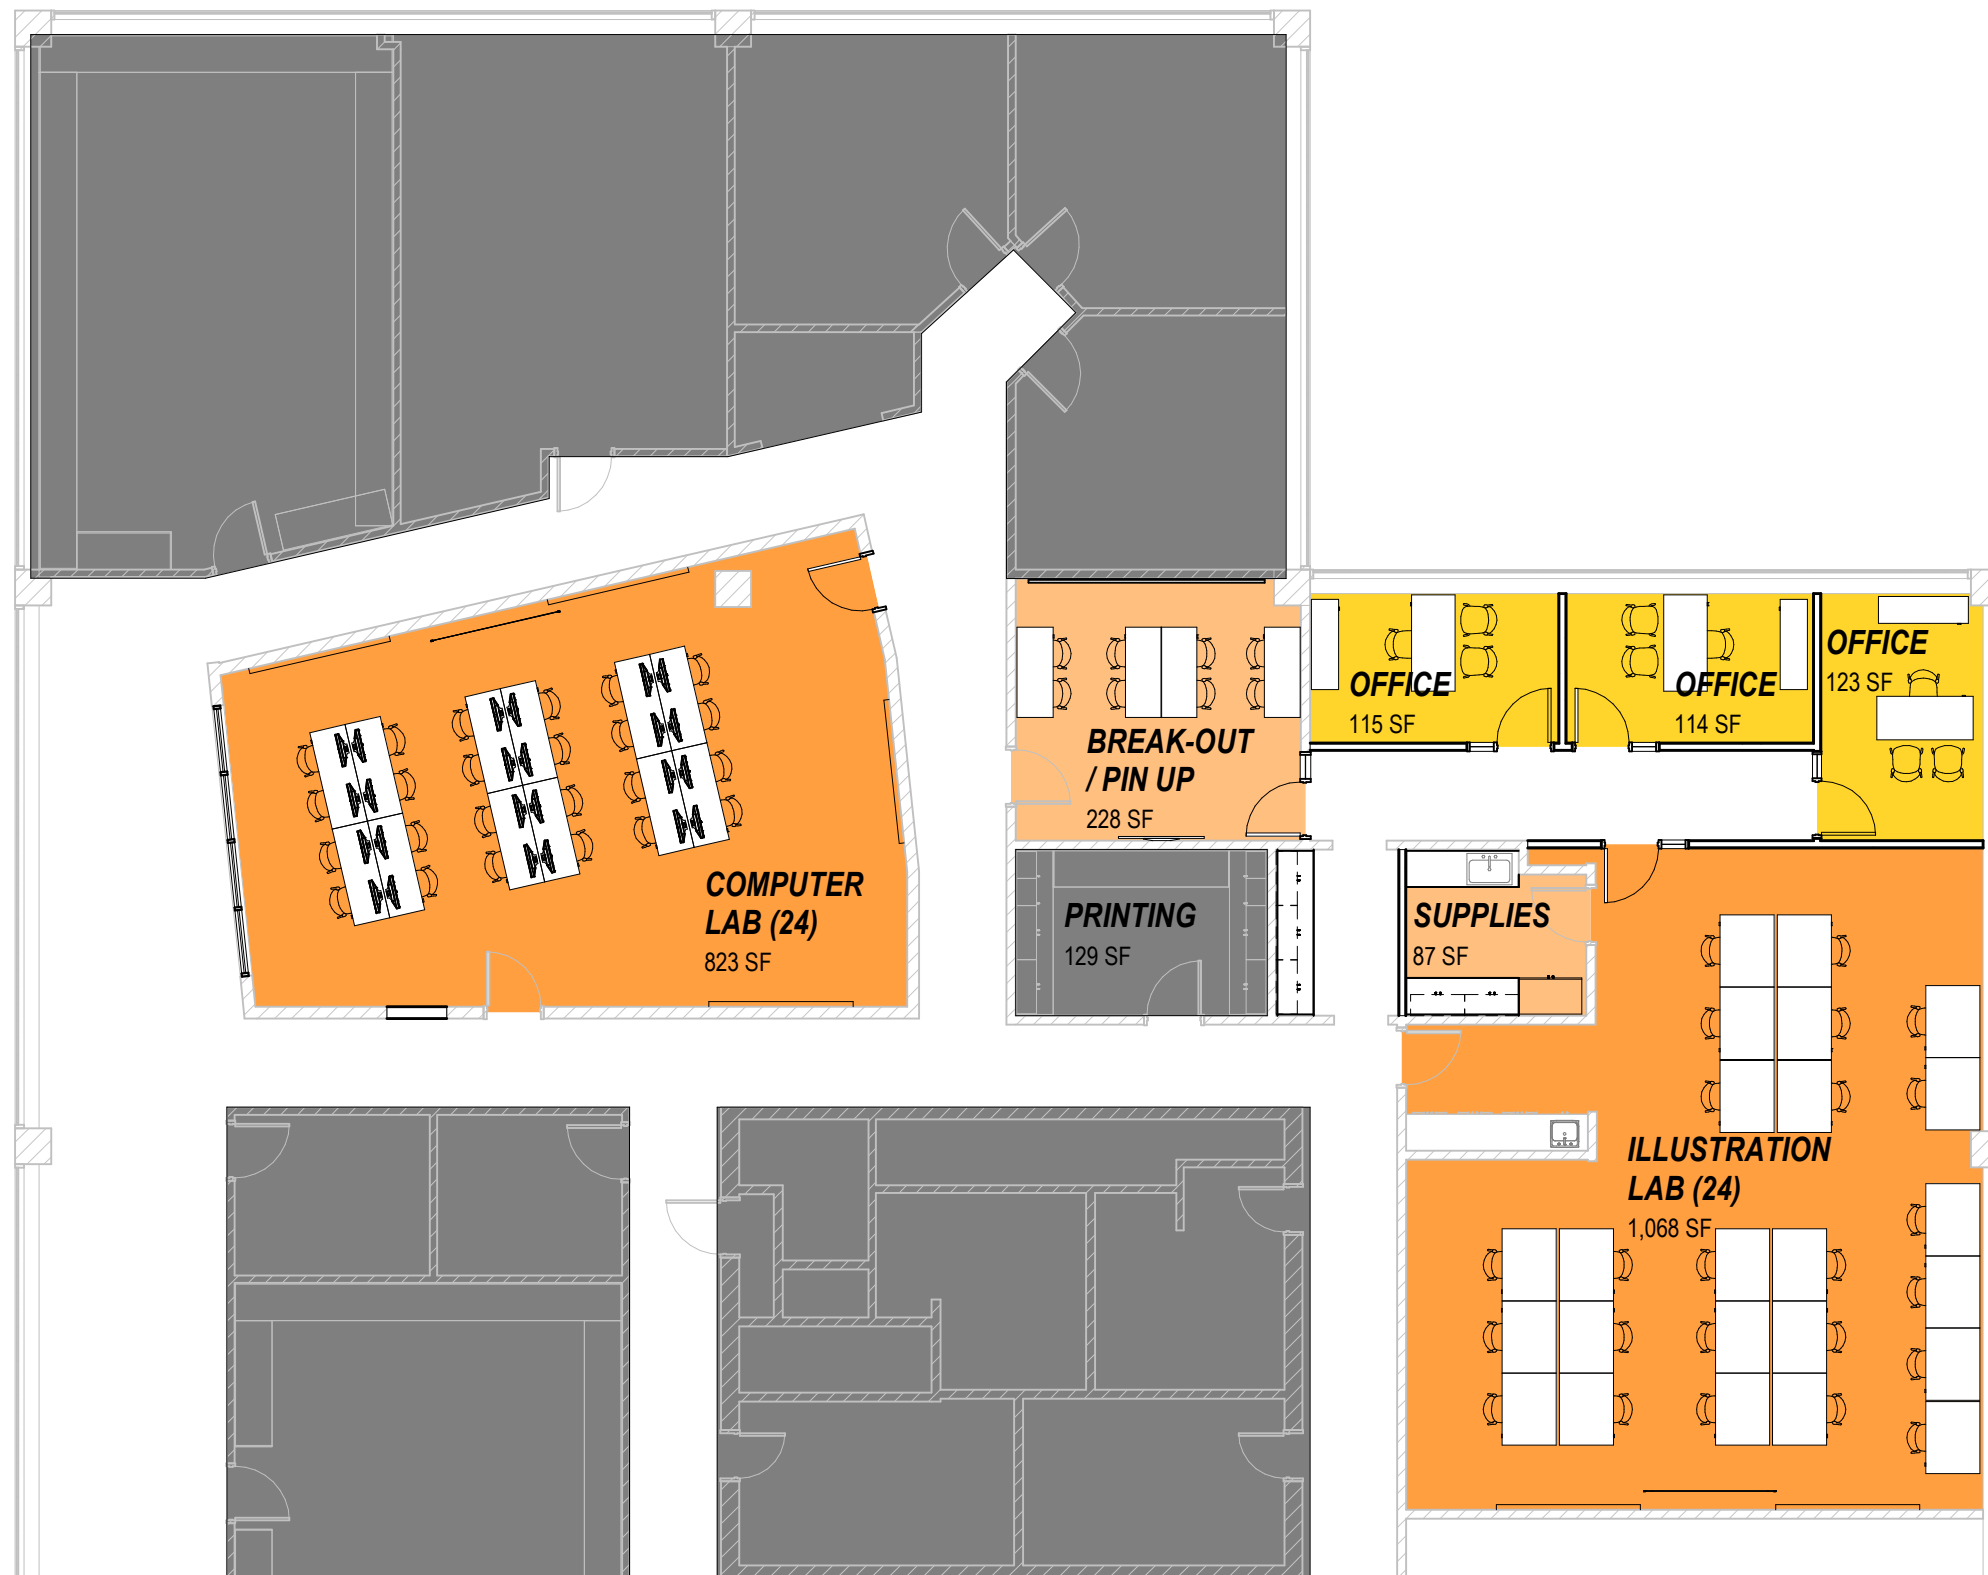 OFFICE
123 SF
OFFICE
115 SF
OFFICE
114 SF
BREAK-OUT
/ PIN UP
228 SF
COMPUTER
LAB (24)
823 SF
PRINTING
129 SF
SUPPLIES
87 SF
ILLUSTRATION
LAB (24)
1,068 SF